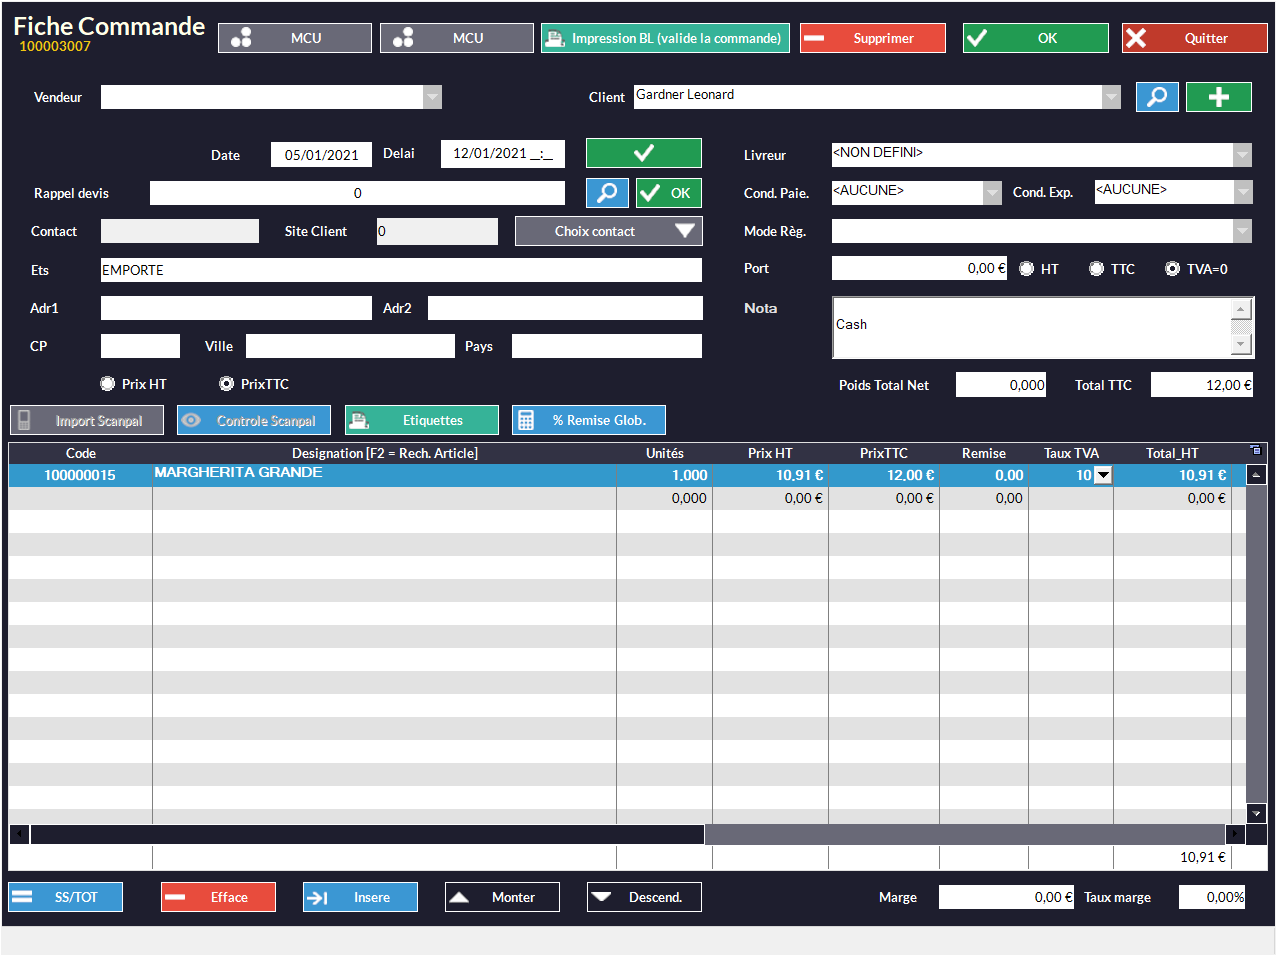 Fiche Commande
100003007
MCU
MCU
Impression BL (valide la commande)
Supprimer
OK
Quitter
Vendeur
Client
Gardner Leonard
Date
05/01/2021
Delai
12/01/2021 __:__
Livreur
<NON DEFINI>
Rappel devis
0
OK
Cond. Paie.
<AUCUNE>
Cond. Exp.
<AUCUNE>
Contact
Site Client
0
Choix contact
Mode Règ.
Ets
EMPORTE
Port
0,00 €
HT
TTC
TVA=0
Adr1
Adr2
Nota
Cash
CP
Ville
Pays
Prix HT
PrixTTC
Poids Total Net
0,000
Total TTC
12,00 €
Import Scanpal
Controle Scanpal
Etiquettes
% Remise Glob.
Code
Designation [F2 = Rech. Article]
Unités
Prix HT
PrixTTC
Remise
Taux TVA
Total_HT
100000015
MARGHERITA GRANDE
1,000
10,91 €
12,00 €
0,00
10
10,91 €
0,000
0,00 €
0,00 €
0,00
0,00 €
10,91 €
SS/TOT
Efface
Insere
Monter
Descend.
Marge
0,00 €
Taux marge
0,00%